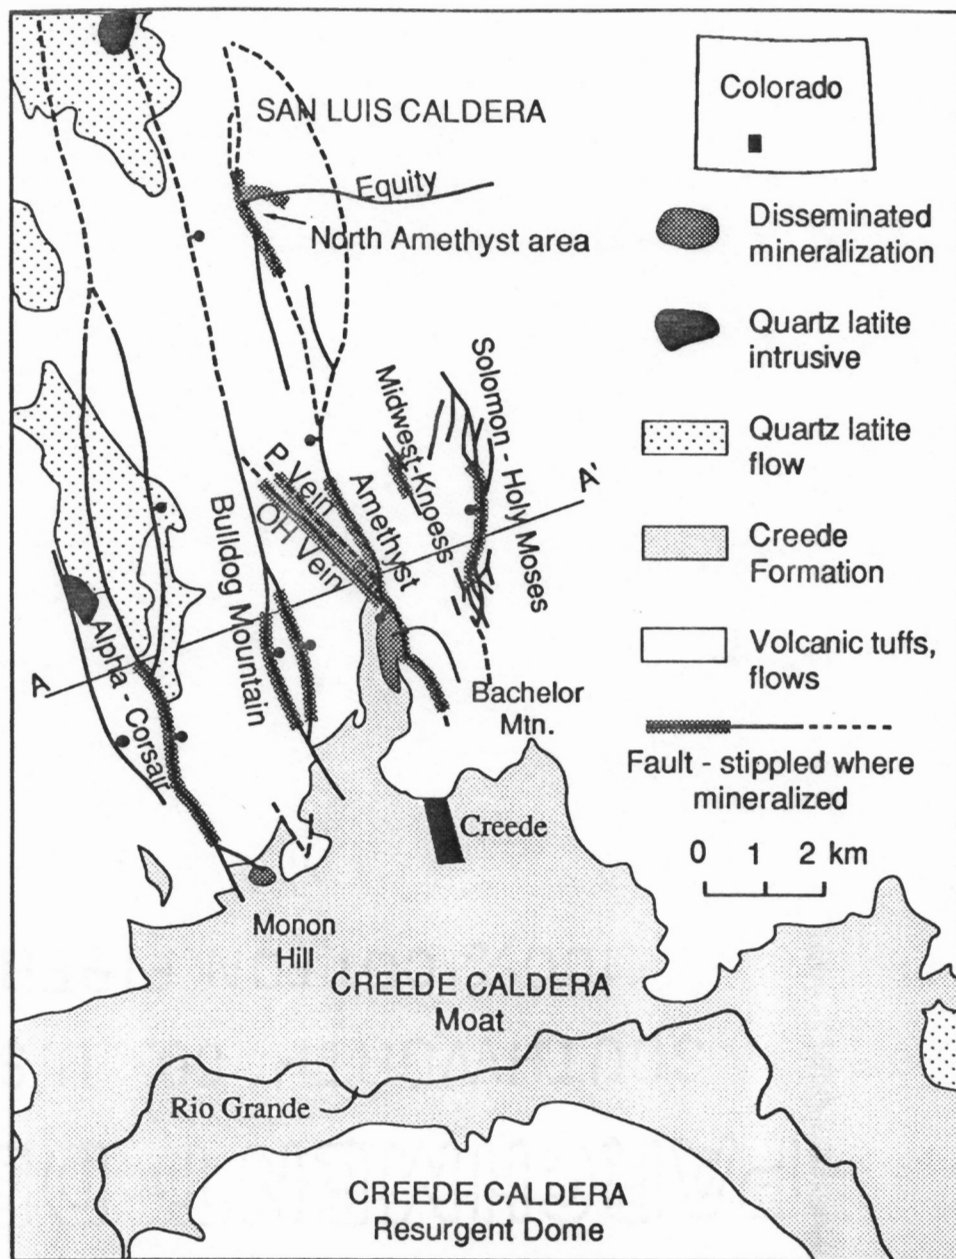 SAN LUIS CALDERA
Equity
North Amethyst area
Solomon - Holy Moses
Midwest-Knoess
P Vein
OH Vein
Amethyst
Bulldog Mountain
Alpha - Corsair
A
A'
Bachelor
Mtn.
Creede
Monon
Hill
CREEDE CALDERA
Moat
Rio Grande
CREEDE CALDERA
Resurgent Dome
Colorado
Disseminated
mineralization
Quartz latite
intrusive
Quartz latite
flow
Creede
Formation
Volcanic tuffs,
flows
Fault - stippled where
mineralized
0 1 2 km